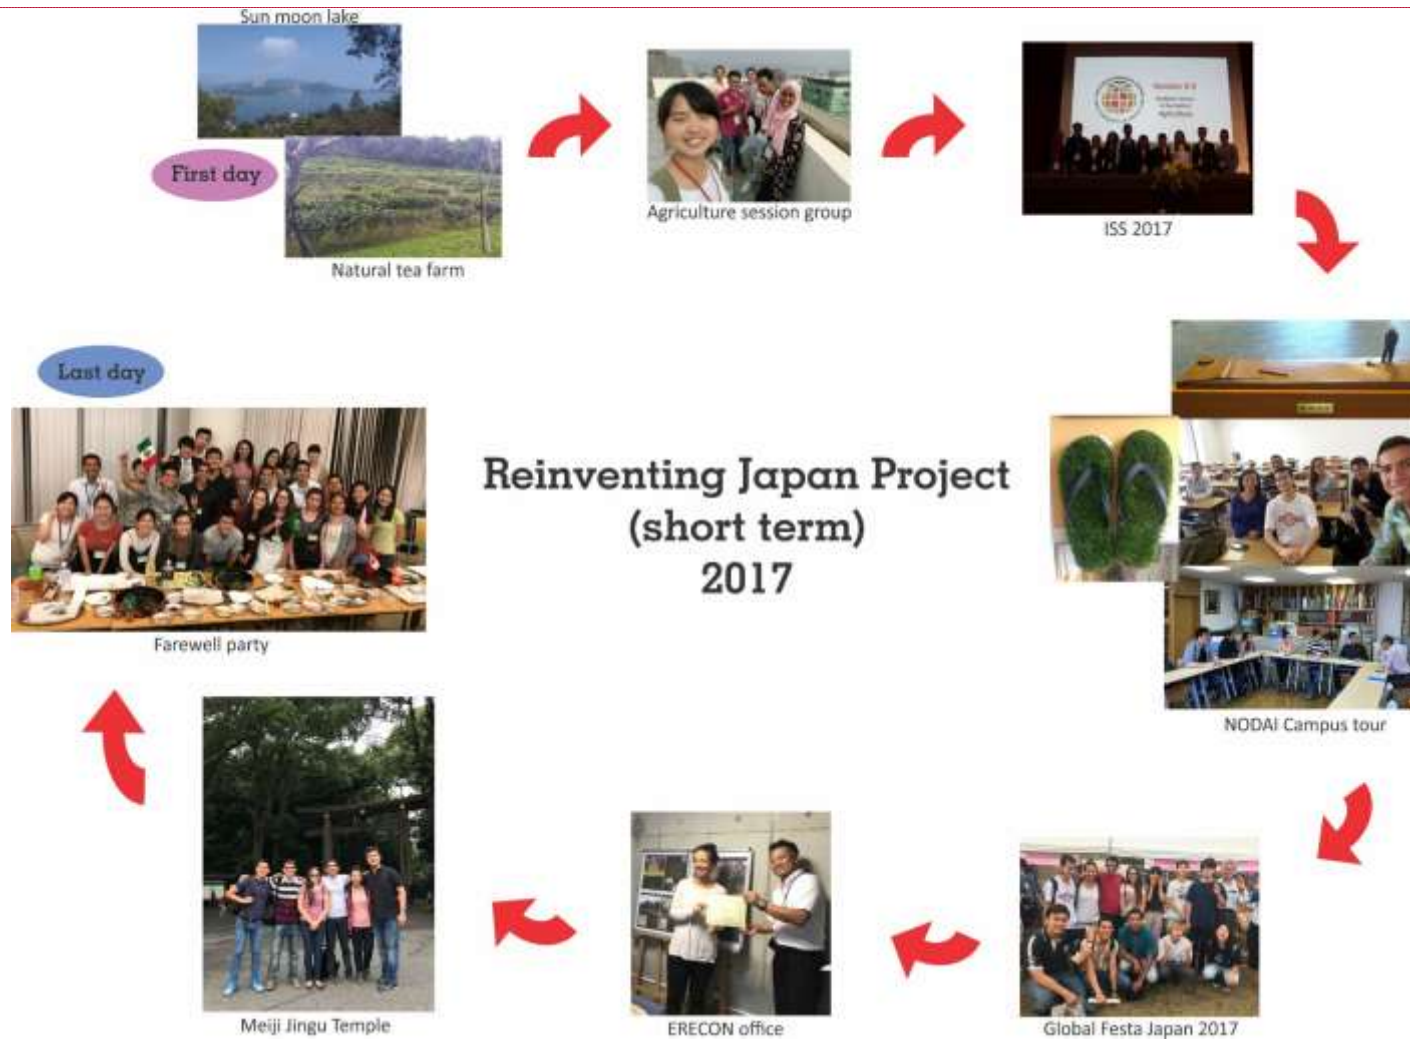 Sun moon lake
First day
Natural tea farm
Agriculture session group
ISS 2017
Last day
Farewell party
Reinventing Japan Project
(short term)
2017
NODAI Campus tour
Meiji Jingu Temple
ERECON office
Global Festa Japan 2017